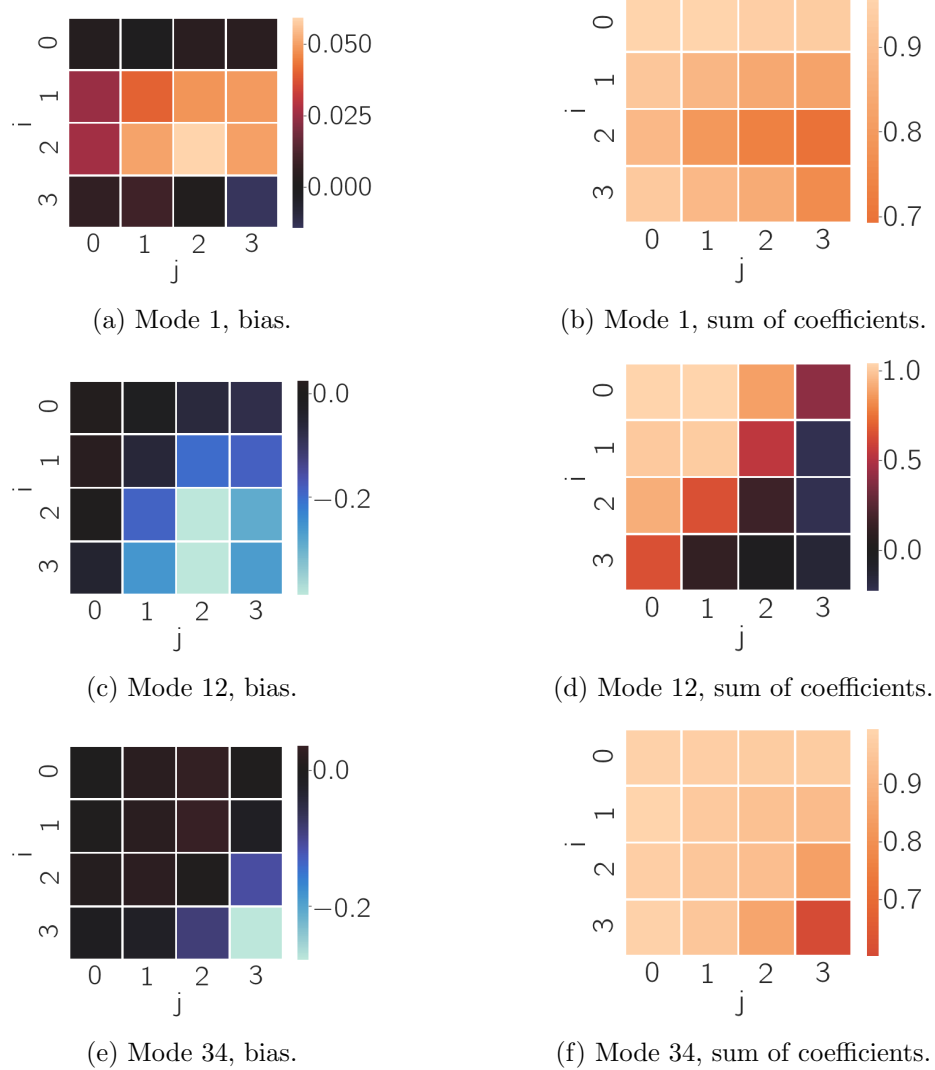 0
1
2
3
i
0 1 2 3
j
0.050
0.025
0.000
(a) Mode 1, bias.
0
1
2
3
i
0 1 2 3
j
0.9
0.8
0.7
(b) Mode 1, sum of coefficients.
0
1
2
3
i
0 1 2 3
j
0.0
−0.2
(c) Mode 12, bias.
0
1
2
3
i
0 1 2 3
j
1.0
0.5
0.0
(d) Mode 12, sum of coefficients.
0
1
2
3
i
0 1 2 3
j
0.0
−0.2
(e) Mode 34, bias.
0
1
2
3
i
0 1 2 3
j
0.9
0.8
0.7
(f) Mode 34, sum of coefficients.